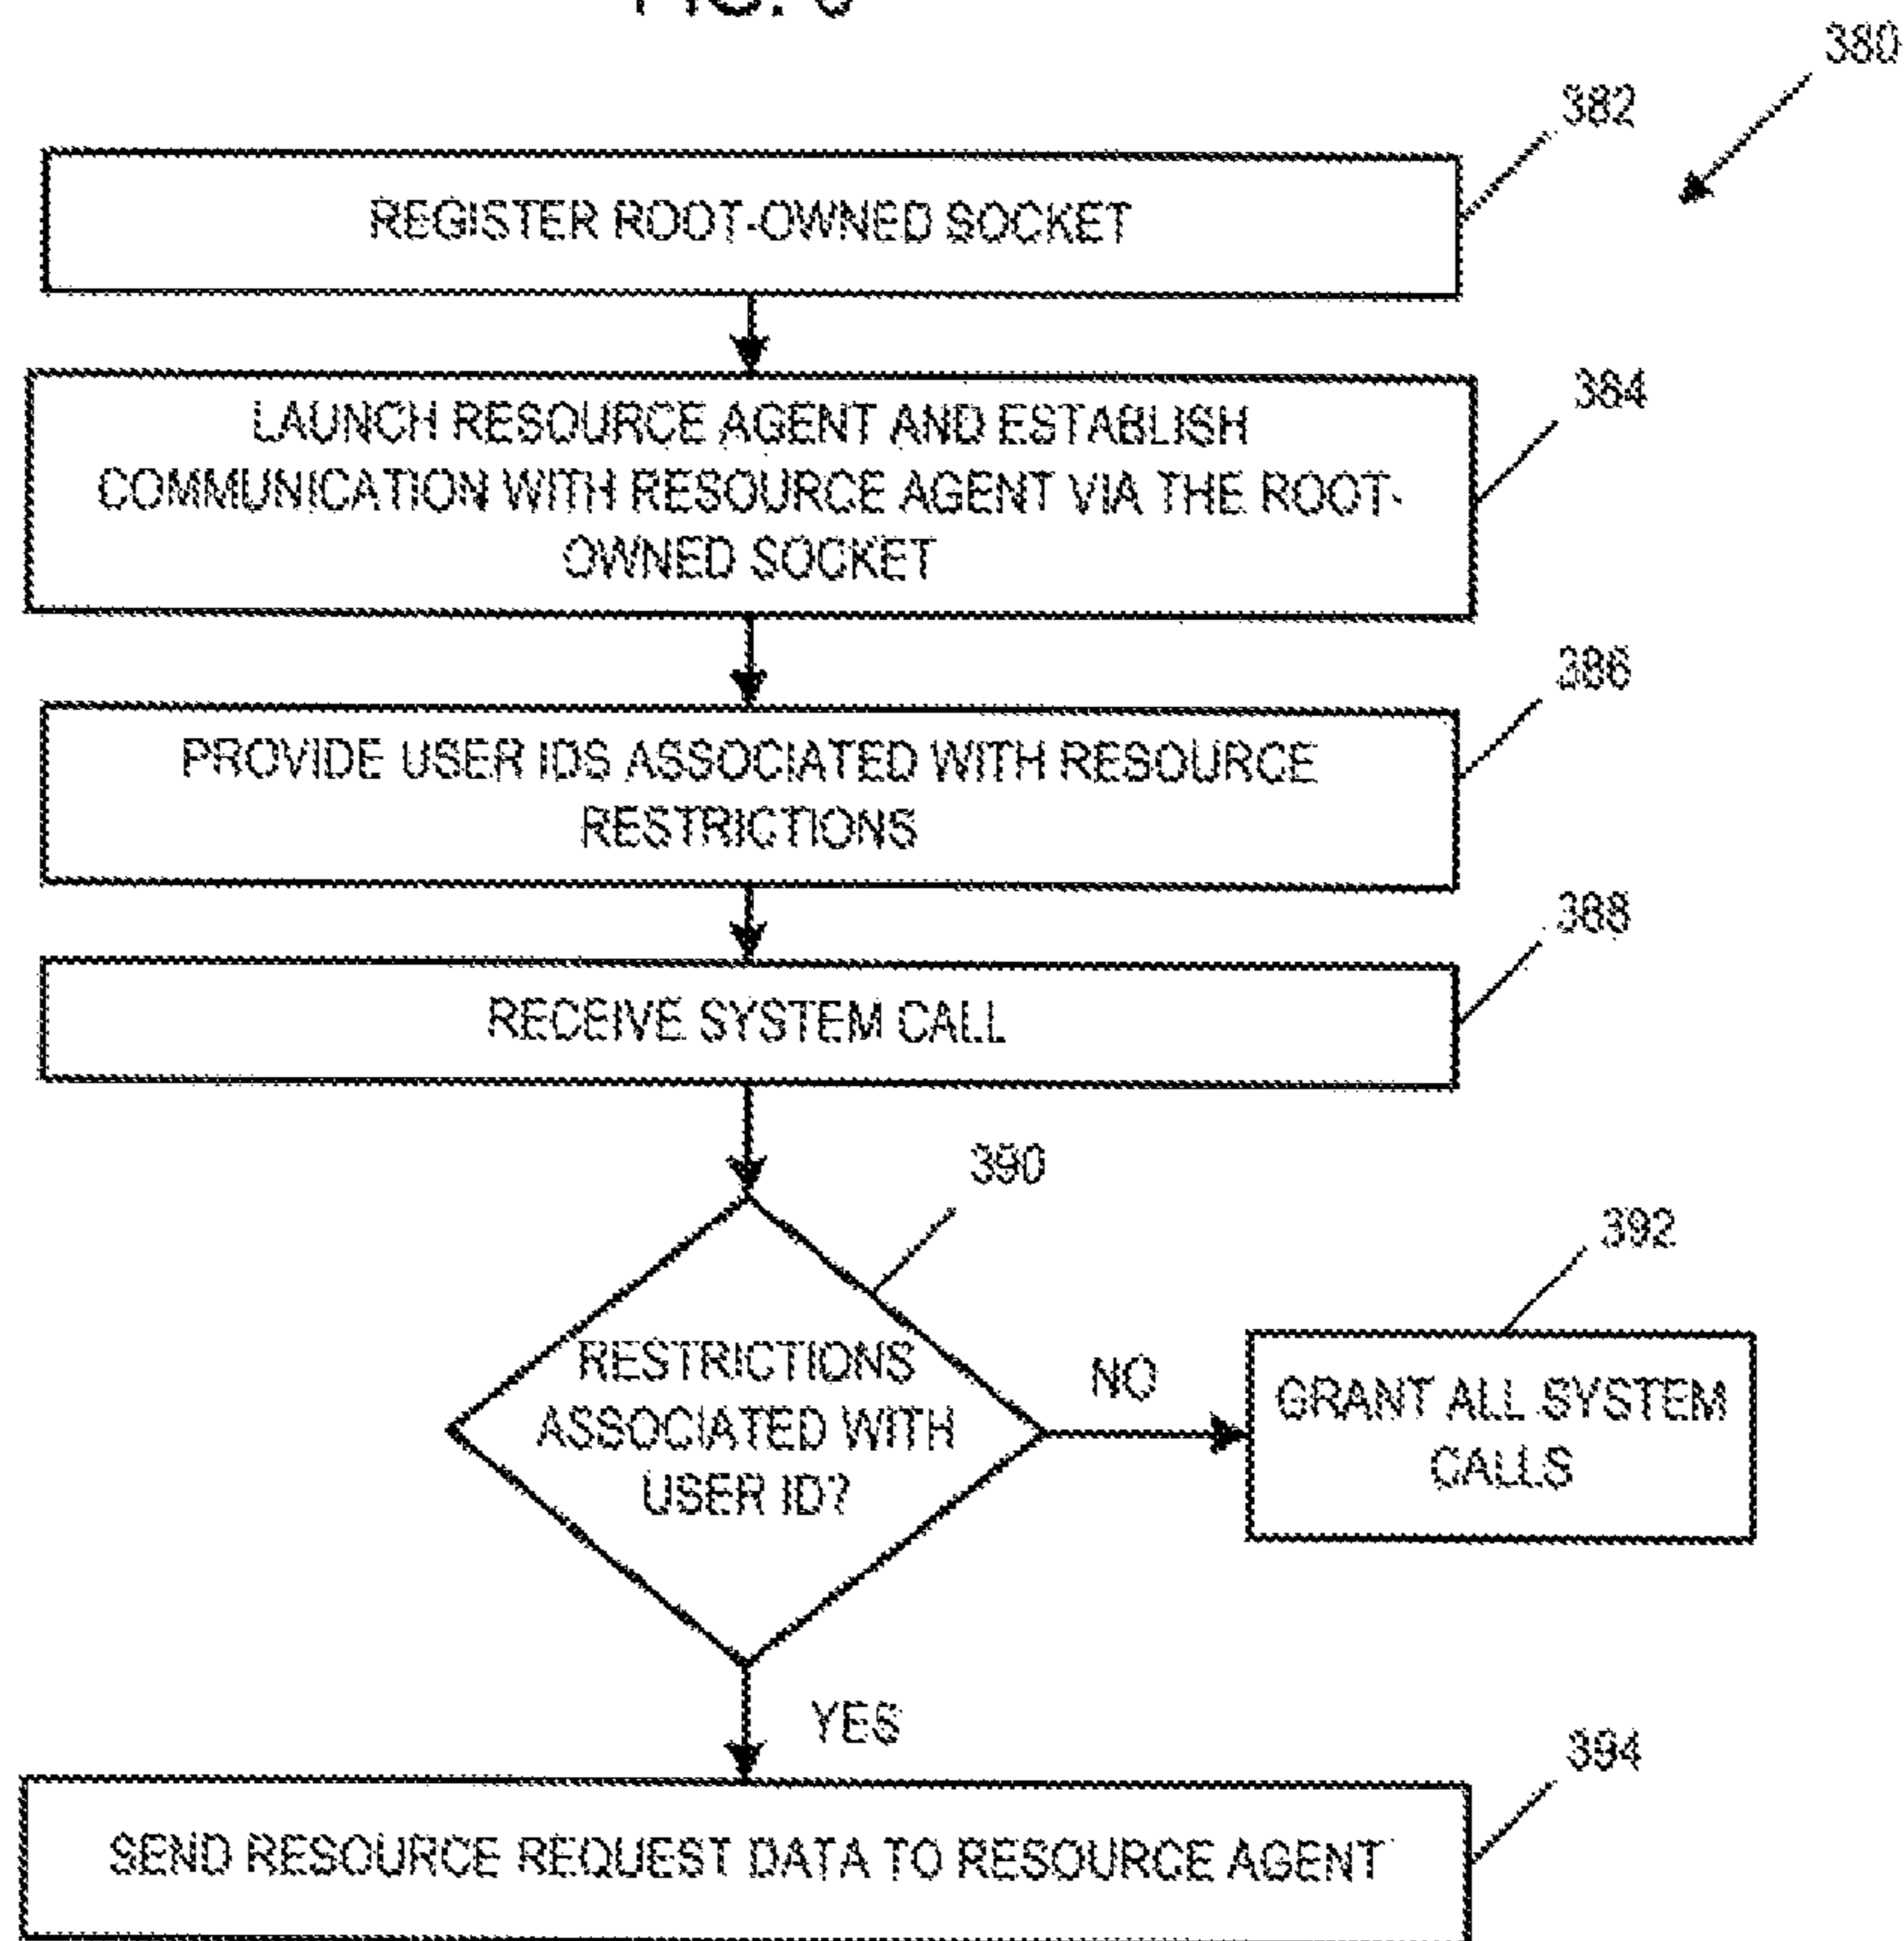 380
382
REGISTER ROOT-OWNED SOCKET
384
LAUNCH RESOURCE AGENT AND ESTABLISH
COMMUNICATION WITH RESOURCE AGENT VIA THE ROOT-
OWNED SOCKET
386
PROVIDE USER IDS ASSOCIATED WITH RESOURCE
RESTRICTIONS
388
RECEIVE SYSTEM CALL
390
392
RESTRICTIONS
ASSOCIATED WITH
USER ID?
NO
GRANT ALL SYSTEM
CALLS
YES
394
SEND RESOURCE REQUEST DATA TO RESOURCE AGENT